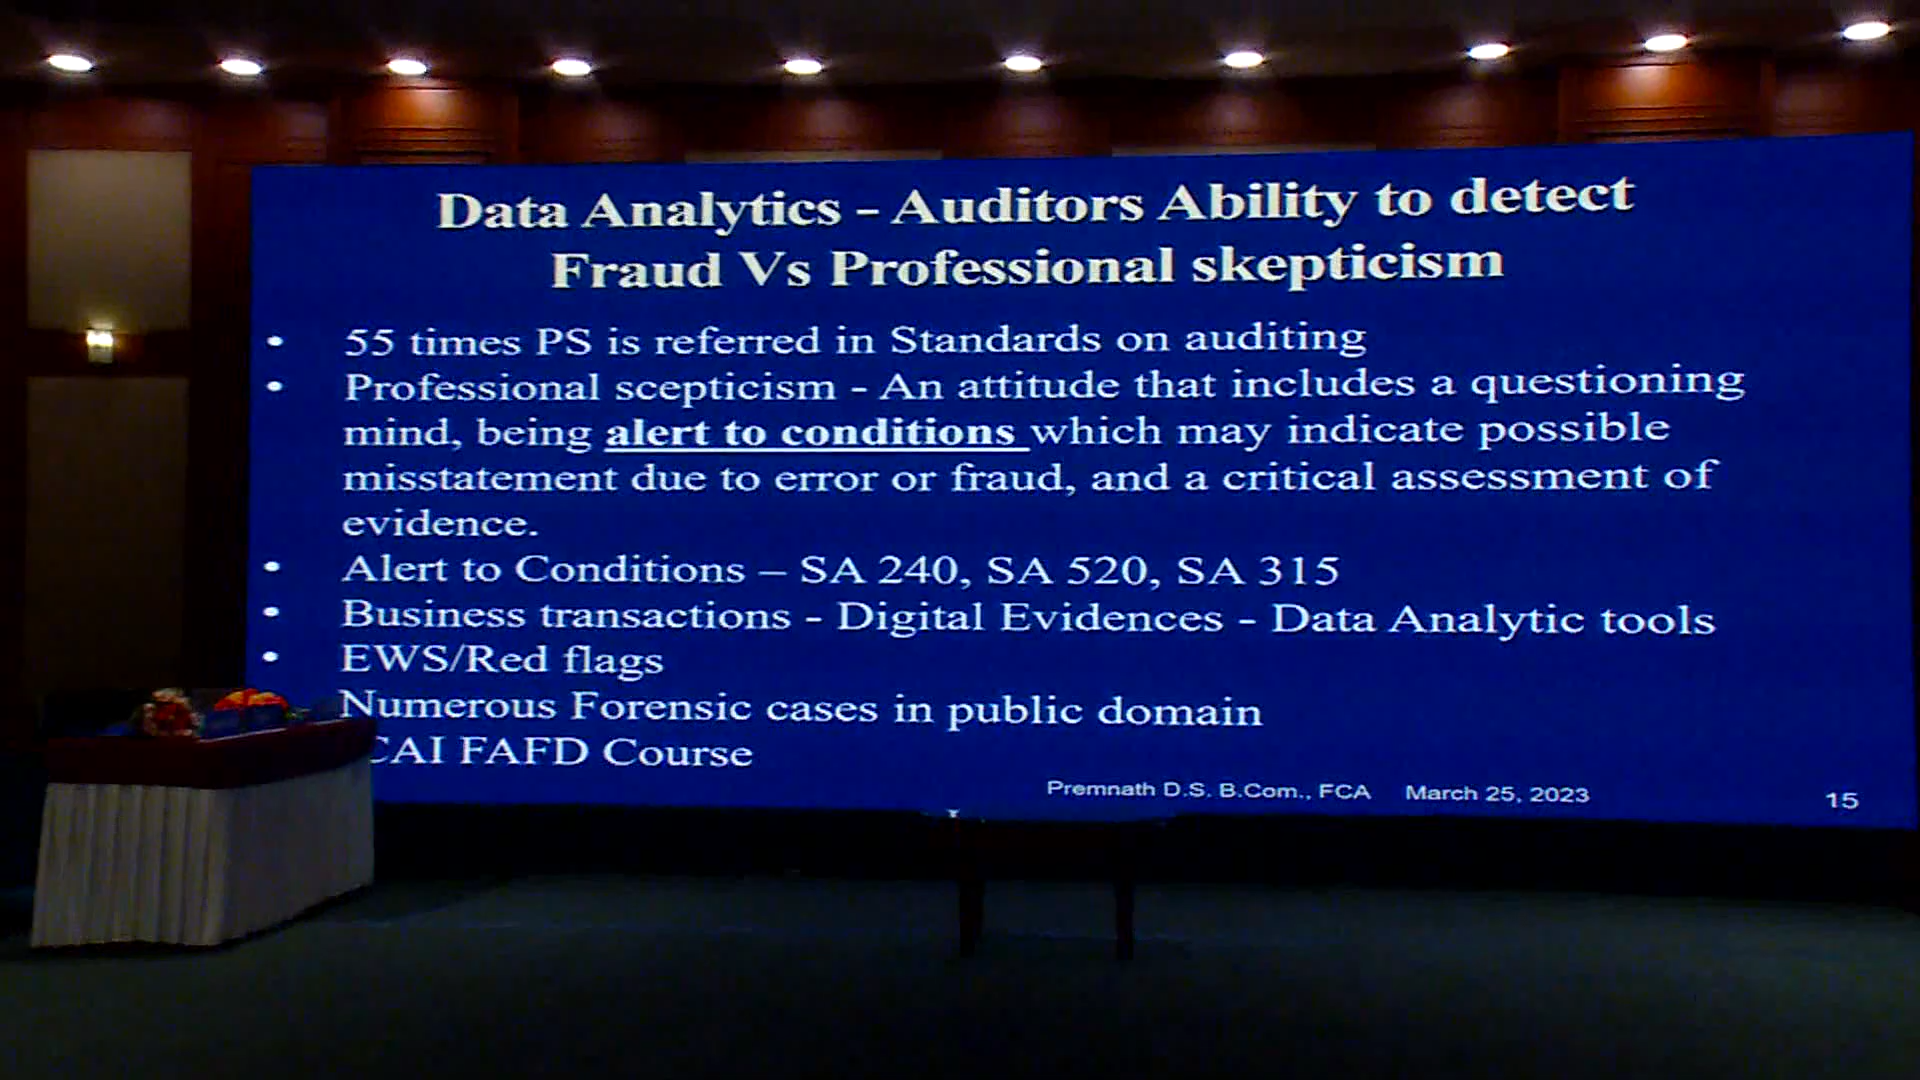 Data Analytics - Auditors Ability to detect
Fraud Vs Professional skepticism
• 55 times PS is referred in Standards on auditing
• Professional scepticism - An attitude that includes a questioning
mind, being alert to conditions which may indicate possible
misstatement due to error or fraud, and a critical assessment of
evidence.
• Alert to Conditions – SA 240, SA 520, SA 315
• Business transactions - Digital Evidences - Data Analytic tools
• EWS/Red flags
Numerous Forensic cases in public domain
CAI FAFD Course
Premnath D.S. B.Com., FCA March 25, 2023
15